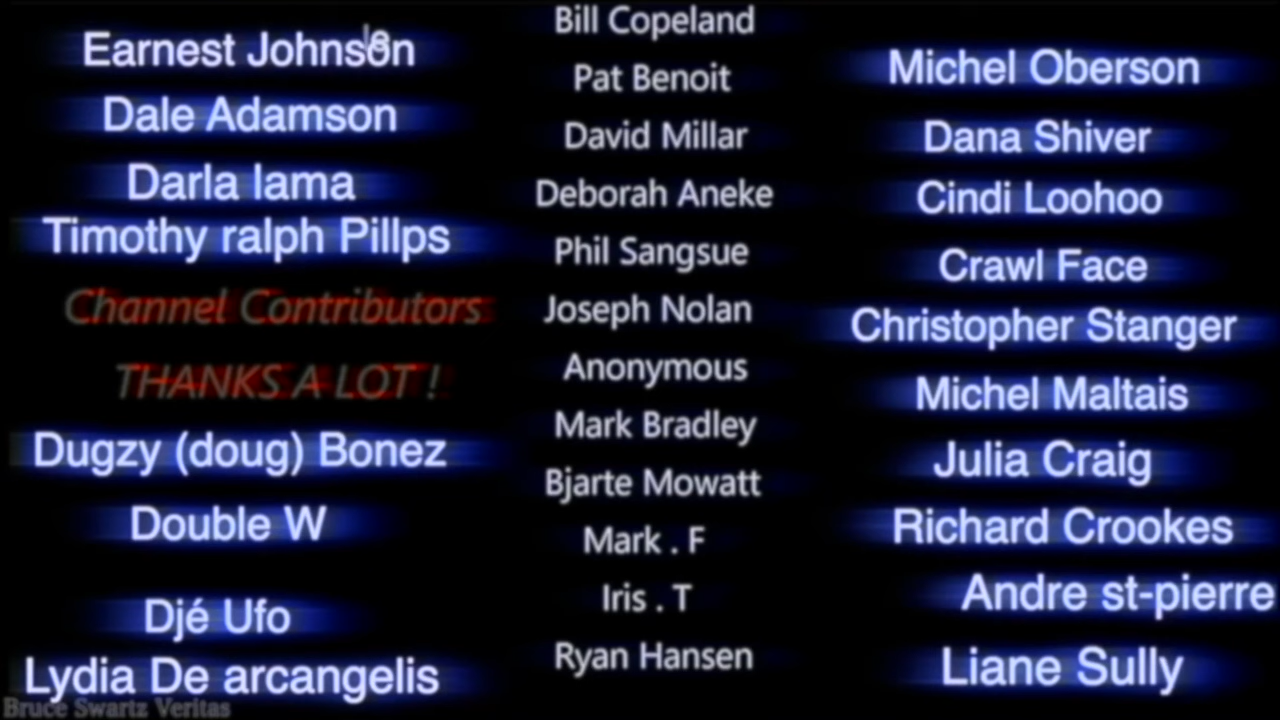 Earnest Johnson
Dale Adamson
Darla lama
Timothy ralph Pillps
Channel Contributors
THANKS A LOT !
Dugzy (doug) Bonez
Double W
Djé Ufo
Lydia De arcangelis
Bruce Swartz Veritas
Bill Copeland
Pat Benoit
David Millar
Deborah Aneke
Phil Sangsue
Joseph Nolan
Anonymous
Mark Bradley
Bjarte Mowatt
Mark . F
Iris . T
Ryan Hansen
Michel Oberson
Dana Shiver
Cindi Loohoo
Crawl Face
Christopher Stanger
Michel Maltais
Julia Craig
Richard Crookes
Andre st-pierre
Liane Sully